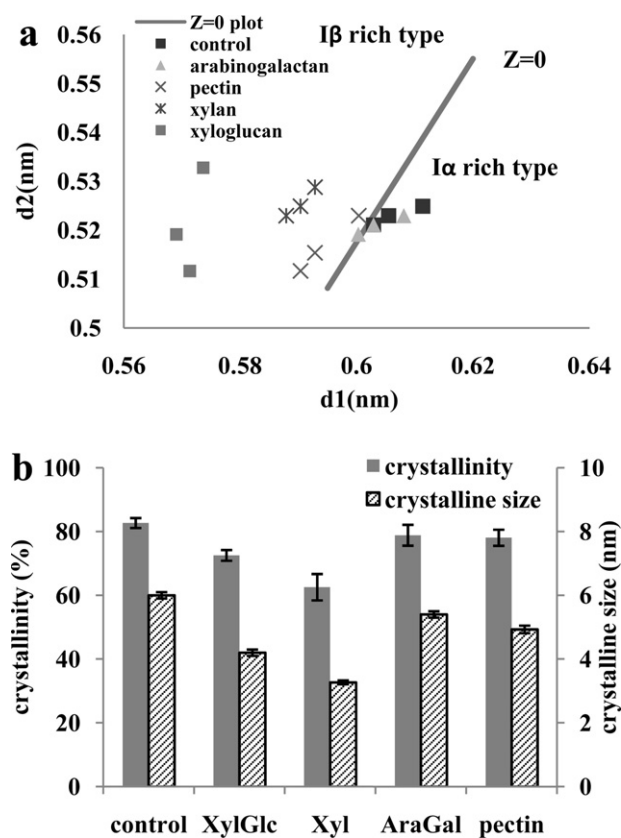 a
Z=0 plot
control
arabinogalactan
pectin
xylan
xyloglucan
Iβ rich type
Z=0
Iα rich type
0.56
0.55
0.54
0.53
0.52
0.51
0.5
d2(nm)
0.56 0.58 0.6 0.62 0.64
d1(nm)
b
crystallinity
crystalline size
100
80
60
40
20
0
crystallinity (%)
10
8
6
4
2
0
crystalline size (nm)
control XylGlc Xyl AraGal pectin